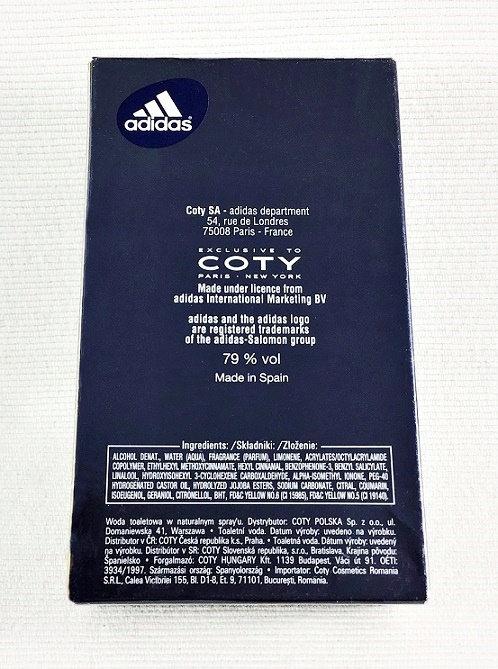 adidas
Coty SA - adidas department
54, rue de Londres
75008 Paris - France
EXCLUSIVE TO
COTY
PARIS · NEW YORK
Made under licence from
adidas International Marketing BV
adidas and the adidas logo
are registered trademarks
of the adidas-Salomon group
79 % vol
Made in Spain
Ingredients: /Składniki: /Zloženie:
ALCOHOL DENAT., WATER (AQUA), FRAGRANCE (PARFUM), LIMONENE, ACRYLATES/OCTYLACRYLAMIDE
COPOLYMER, ETHYLHEXYL METHOXYCINNAMATE, HEXYL CINNAMAL, BENZOPHENONE-3, BENZYL SALICYLATE,
LINALOOL, HYDROXYISOHEXYL 3-CYCLOHEXENE CARBOXALDEHYDE, ALPHA-ISOMETHYL IONONE, PEG-40
HYDROGENATED CASTOR OIL, HYDROLYZED JOJOBA ESTERS, SODIUM CARBONATE, CITRAL, COUMARIN,
ISOEUGENOL, GERANIOL, CITRONELLOL, BHT, FD&C YELLOW NO.6 (CI 15985), FD&C YELLOW NO.5 (CI 19140).
Woda toaletowa w naturalnym spray'u. Dystrybutor: COTY POLSKA Sp. z o.o., ul.
Domaniewska 41, Warszawa • Toaletní voda. Datum výroby: uvedeno na výrobku.
Distributor v ČR: COTY Česká republika k.s., Praha. • Toaletná voda. Dátum výroby: uvedený
na výrobku. Distribútor v SR: COTY Slovenská republika, s.r.o., Bratislava, Krajina pôvodu:
Španielsko • Forgalmazó: COTY HUNGARY Kft. 1139 Budapest, Váci út 91. OÉTI:
3934/1997. Származási ország: Spanyolország • Importator: Coty Cosmetics Romania
S.R.L., Calea Victoriei 155, Bl. D1-8, Et. 9, 71101, Bucuresti, Romania.